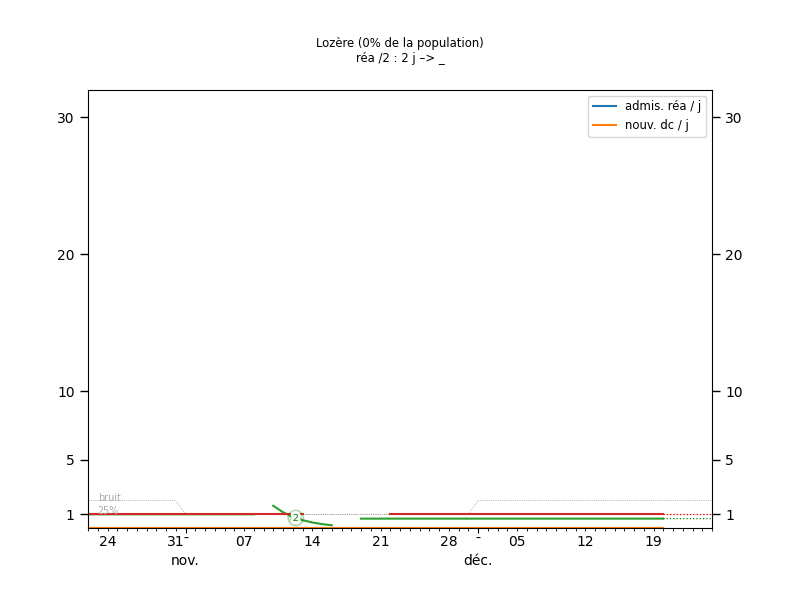 Lozère (0% de la population)
réa /2 : 2 j –> _
admis. réa / j
nouv. dc / j
30 30
20 20
10 10
5 5
bruit
25%
1 2 1
24 31 07 14 21 28 05 12 19
nov. déc.